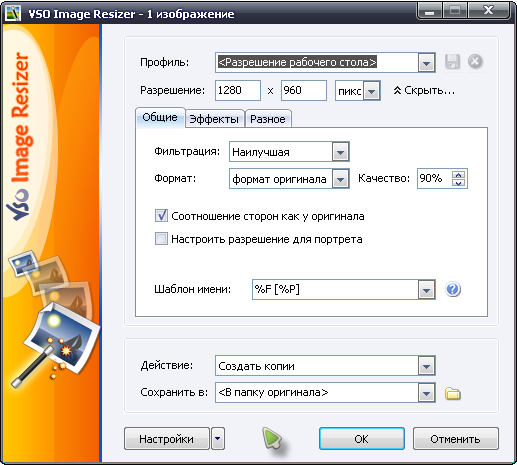 VSO Image Resizer - 1 изображение
VSO Image Resizer
Профиль: <Разрешение рабочего стола>
Разрешение: 1280 x 960 пикс Скрыть...
Общие Эффекты Разное
Фильтрация: Наилучшая
Формат: формат оригинала Качество: 90%
Соотношение сторон как у оригинала
Настроить разрешение для портрета
Шаблон имени: %F [%P] ?
Действие: Создать копии
Сохранить в: <В папку оригинала>
Настройки OK Отменить